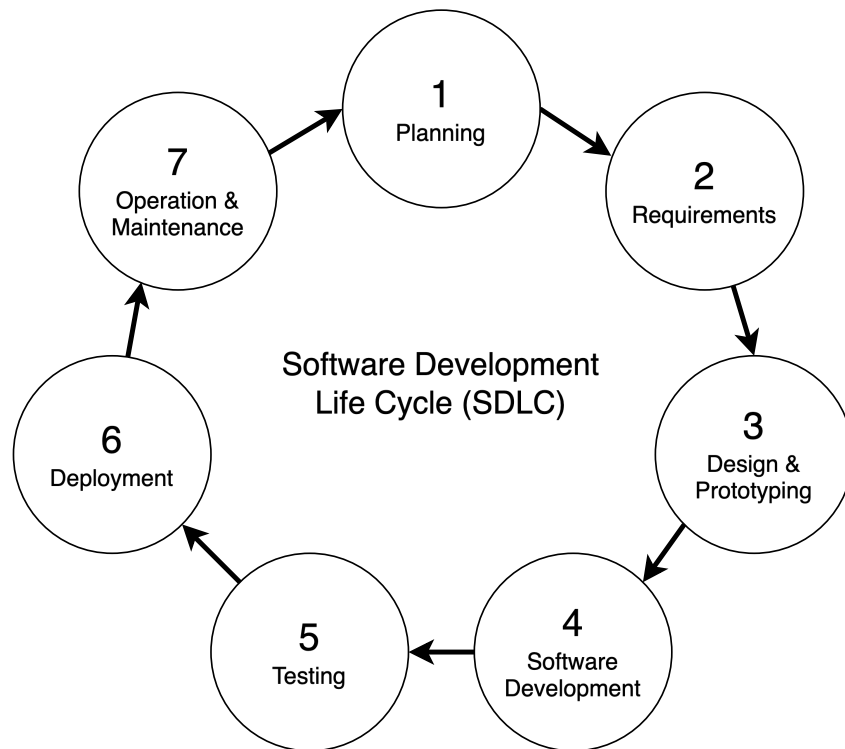 1
Planning
2
Requirements
3
Design &
Prototyping
4
Software
Development
5
Testing
6
Deployment
7
Operation &
Maintenance
Software Development
Life Cycle (SDLC)